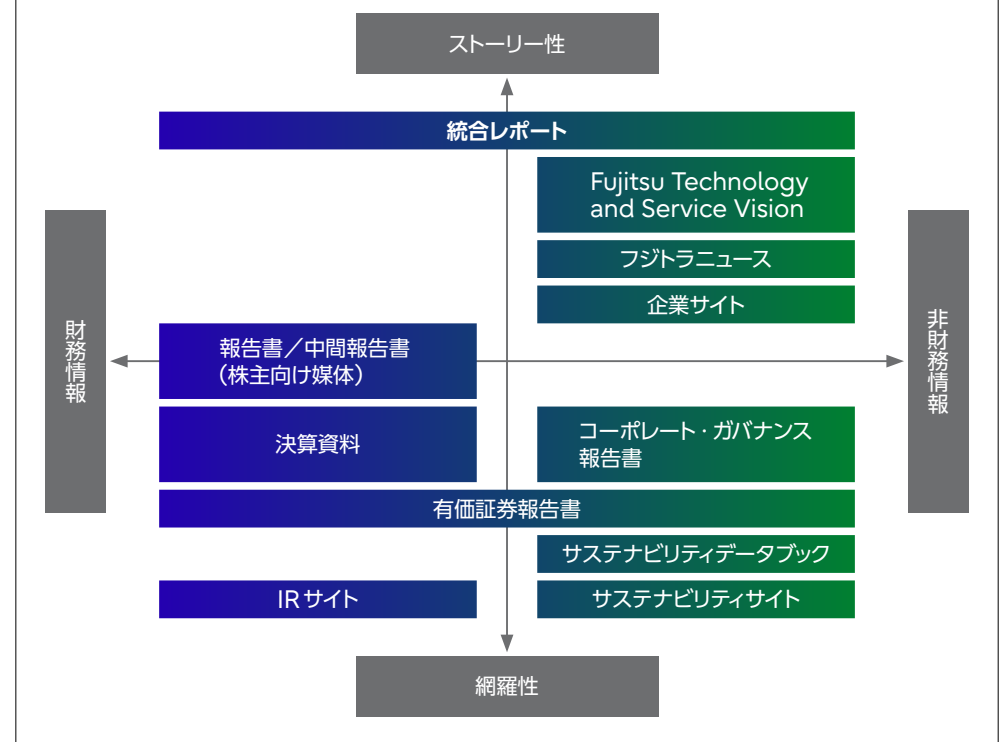 ストーリー性
統合レポート
Fujitsu Technology
and Service Vision
フジトラニュース
企業サイト
財務情報
報告書／中間報告書
（株主向け媒体）
非財務情報
決算資料
コーポレート・ガバナンス
報告書
有価証券報告書
サステナビリティデータブック
IRサイト
サステナビリティサイト
網羅性